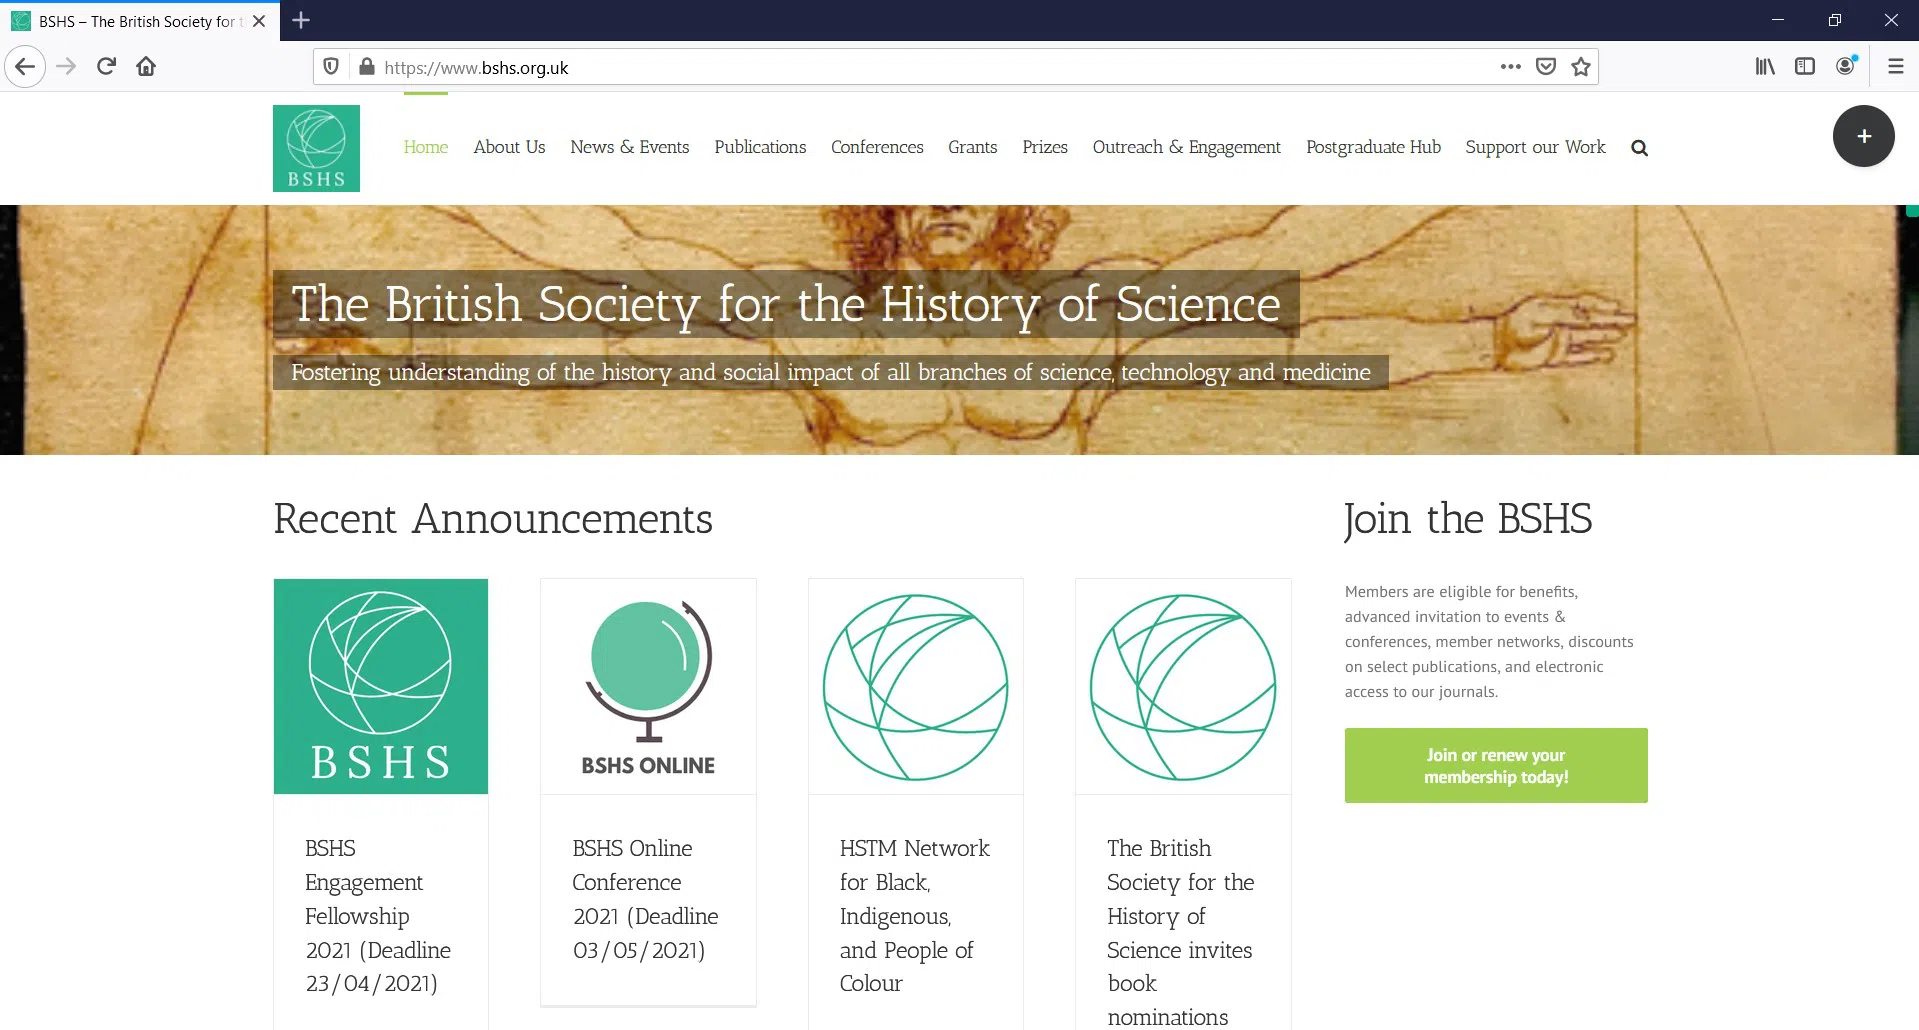 BSHS – The British Society for t
https://www.bshs.org.uk
BSHS
Home About Us News & Events Publications Conferences Grants Prizes Outreach & Engagement Postgraduate Hub Support our Work
The British Society for the History of Science
Fostering understanding of the history and social impact of all branches of science, technology and medicine
Recent Announcements
BSHS
BSHS Engagement Fellowship 2021 (Deadline 23/04/2021)
BSHS ONLINE
BSHS Online Conference 2021 (Deadline 03/05/2021)
HSTM Network for Black, Indigenous, and People of Colour
The British Society for the History of Science invites book nominations
Join the BSHS
Members are eligible for benefits,
advanced invitation to events &
conferences, member networks, discounts
on select publications, and electronic
access to our journals.
Join or renew your
membership today!